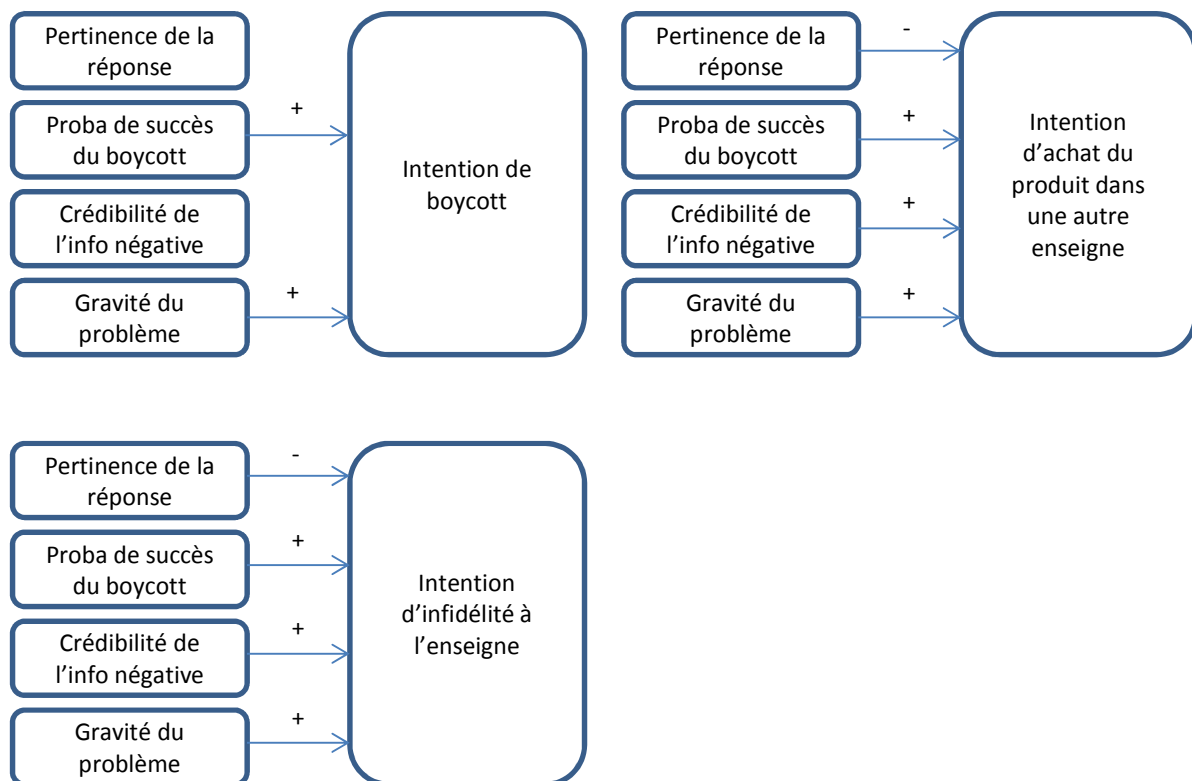 Pertinence de la
réponse
+
Proba de succès
du boycott
Crédibilité de
l'info négative
+
Gravité du
problème
Intention de
boycott
Pertinence de la
réponse
-
Proba de succès
du boycott
+
Crédibilité de
l'info négative
+
Gravité du
problème
+
Intention
d'achat du
produit dans
une autre
enseigne
Pertinence de la
réponse
-
Proba de succès
du boycott
+
Crédibilité de
l'info négative
+
Gravité du
problème
+
Intention
d'infidélité à
l'enseigne